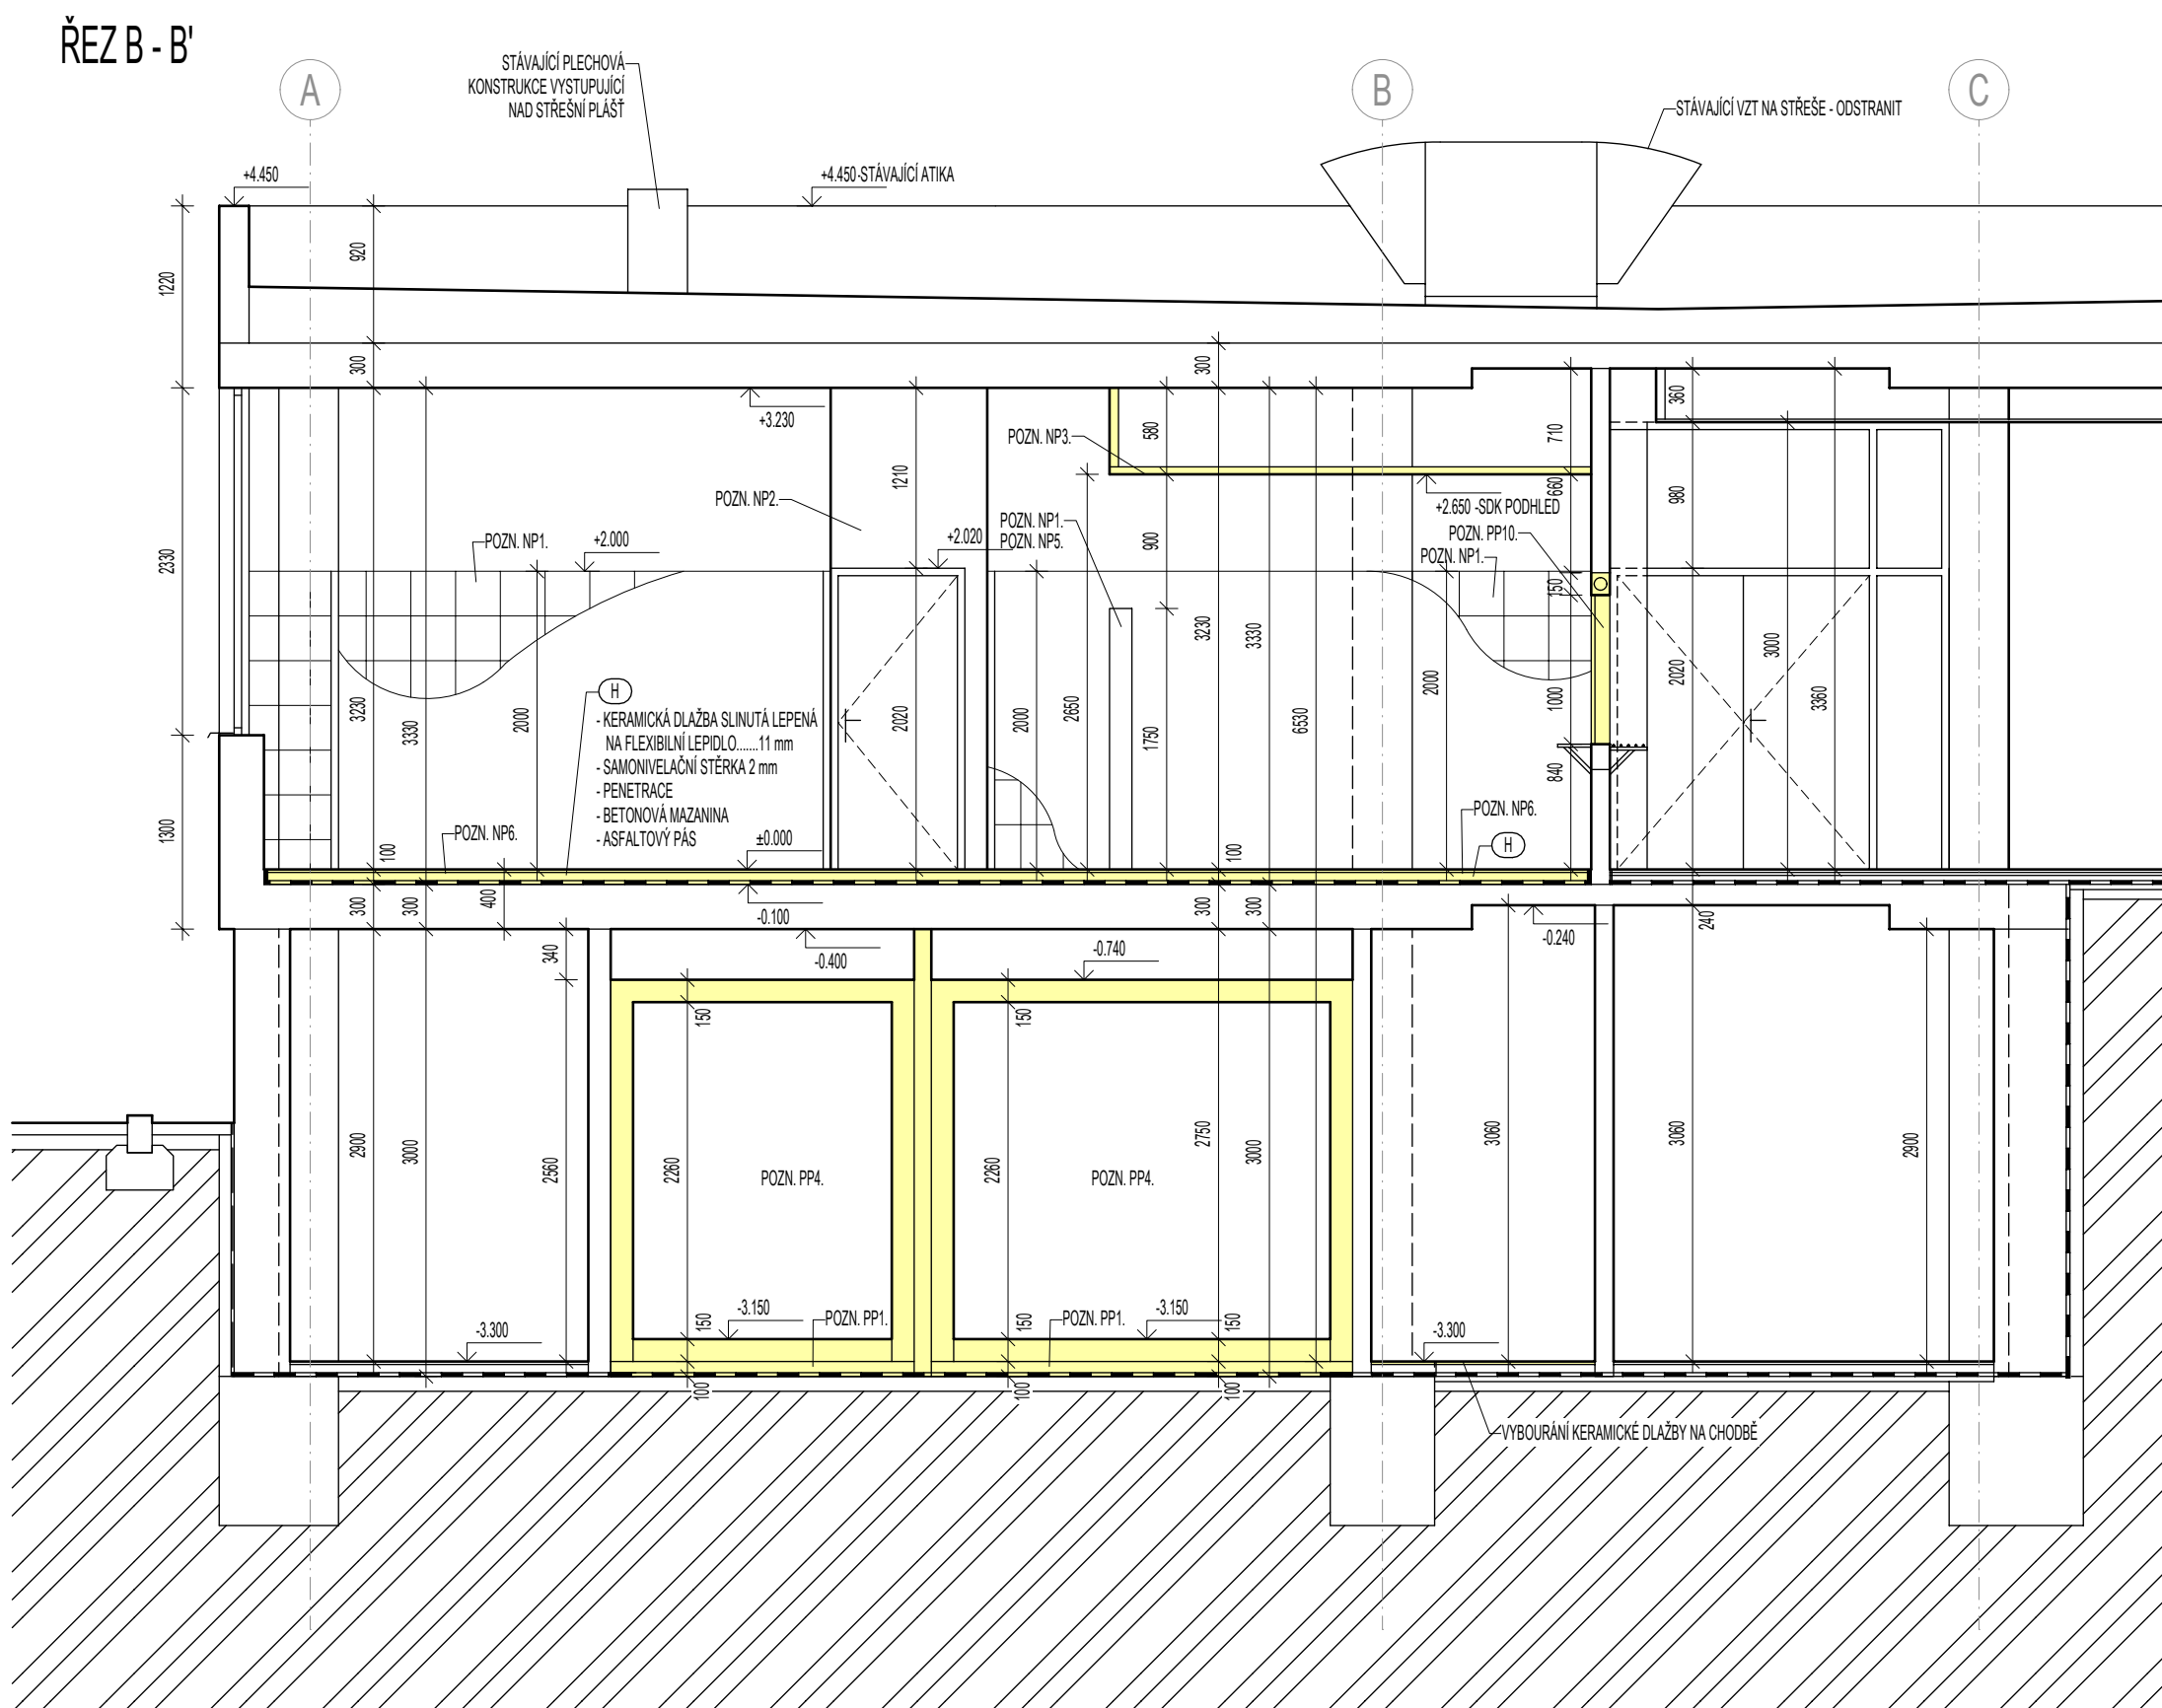 ŘEZ B - B'
A
B
C
STÁVAJÍCÍ PLECHOVÁ
KONSTRUKCE VYSTUPUJÍCÍ
NAD STŘEŠNÍ PLÁŠŤ
STÁVAJÍCÍ VZT NA STŘEŠE - ODSTRANIT
+4.450
+4.450-STÁVAJÍCÍ ATIKA
920
1220
300
300
+3.230
360
580
710
POZN. NP3.
1210
POZN. NP2.
660
980
+2.650 -SDK PODHLED
POZN. NP1.
POZN. NP5.
POZN. PP10.
POZN. NP1.
POZN. NP1.
+2.000
+2.020
900
2330
150
3230
3330
3000
2020
2000
3360
H
- KERAMICKÁ DLAŽBA SLINUTÁ LEPENÁ
NA FLEXIBILNÍ LEPIDLO.......11 mm
- SAMONIVELAČNÍ STĚRKA 2 mm
- PENETRACE
- BETONOVÁ MAZANINA
- ASFALTOVÝ PÁS
3230
3330
2000
2020
2000
2650
1750
6530
1000
840
1300
POZN. NP6.
POZN. NP6.
H
±0.000
100
100
300
300
400
-0.100
300
300
-0.240
240
340
-0.400
-0.740
150
150
2900
3000
2560
2260
POZN. PP4.
2260
POZN. PP4.
2750
3000
3060
3060
2900
-3.300
150
-3.150
POZN. PP1.
150
POZN. PP1.
-3.150
150
-3.300
100
100
100
VYBOURÁNÍ KERAMICKÉ DLAŽBY NA CHODBĚ